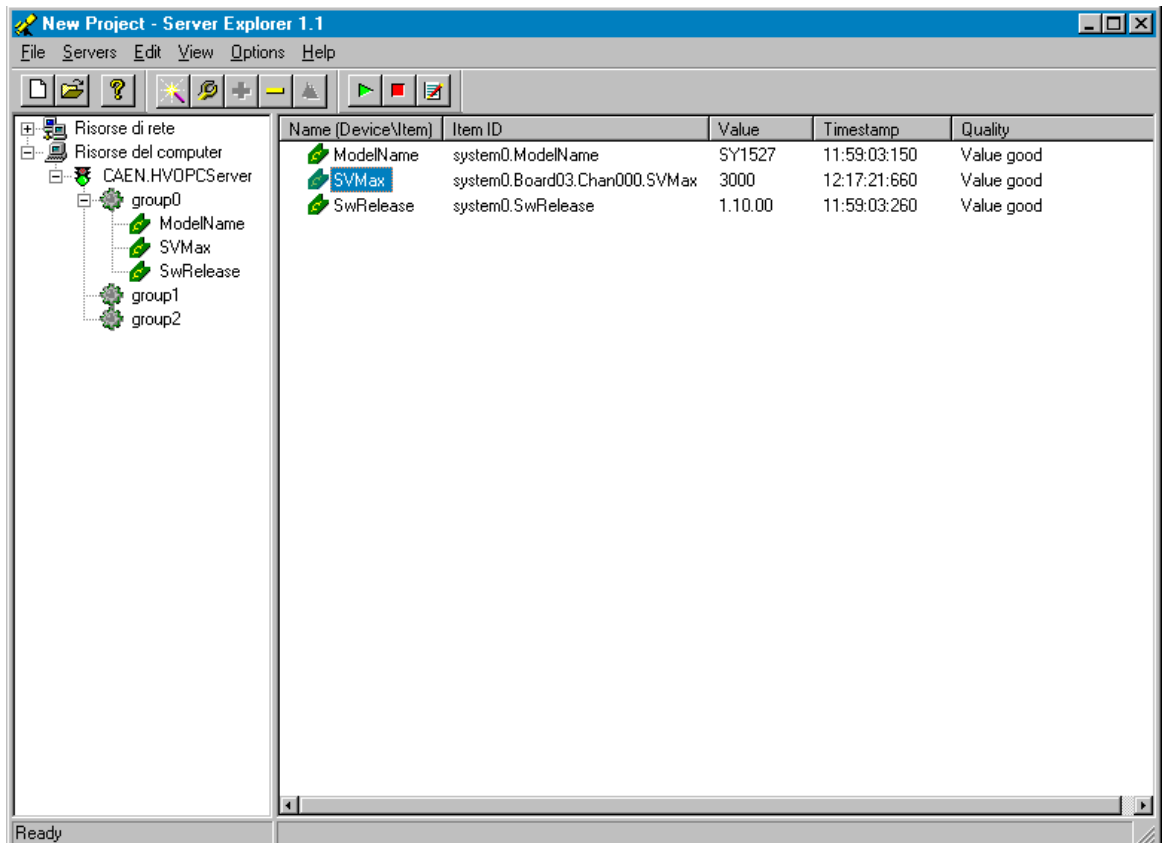 New Project - Server Explorer 1.1
File Servers Edit View Options Help
Risorse di rete
Risorse del computer
CAEN.HVOPCServer
group0
ModelName
SVMax
SwRelease
group1
group2
Name (Device\Item) Item ID Value Timestamp Quality
ModelName system0.ModelName SY1527 11:59:03:150 Value good
SVMax system0.Board03.Chan000.SVMax 3000 12:17:21:660 Value good
SwRelease system0.SwRelease 1.10.00 11:59:03:260 Value good
Ready